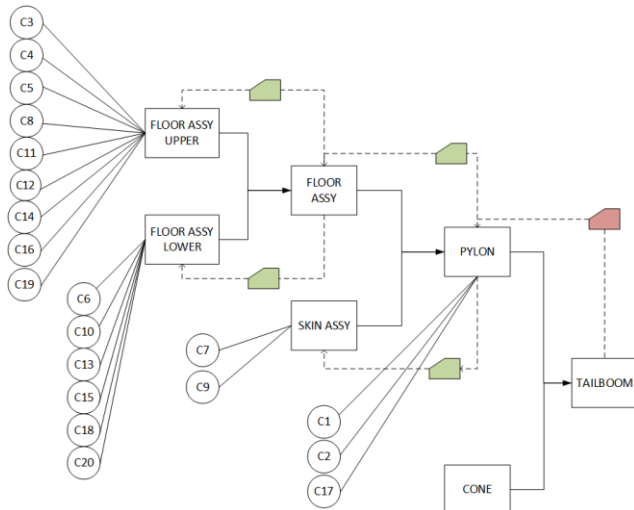 C3
C4
C5
C8
C11
C12
C14
C16
C19
FLOOR ASSY
UPPER
FLOOR ASSY
LOWER
FLOOR
ASSY
PYLON
C6
C10
C13
C15
C18
C20
C7
C9
SKIN ASSY
C1
C2
C17
TAILBOOM
CONE